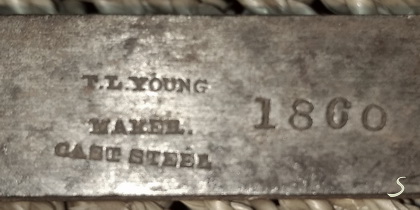 T.L.YOUNG
MAKER.
CAST STEEL
1860
S